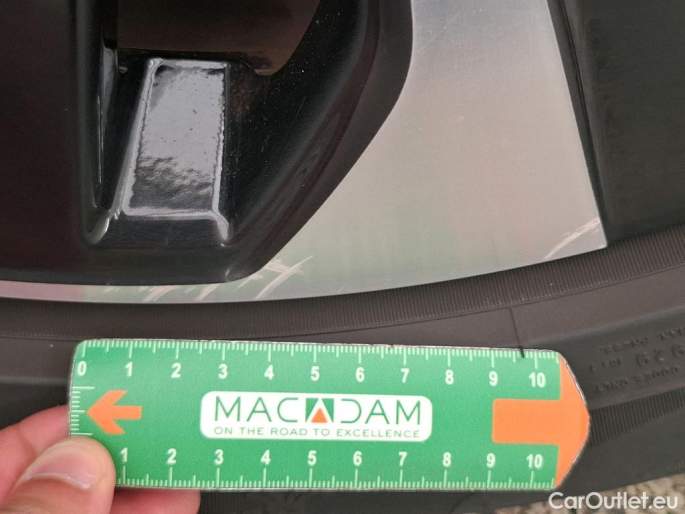 0 1 2 3 4 5 6 7 8 9 10
MACADAM
ON THE ROAD TO EXCELLENCE
1 2 3 4 5 6 7 8 9 10
CarOutlet.eu